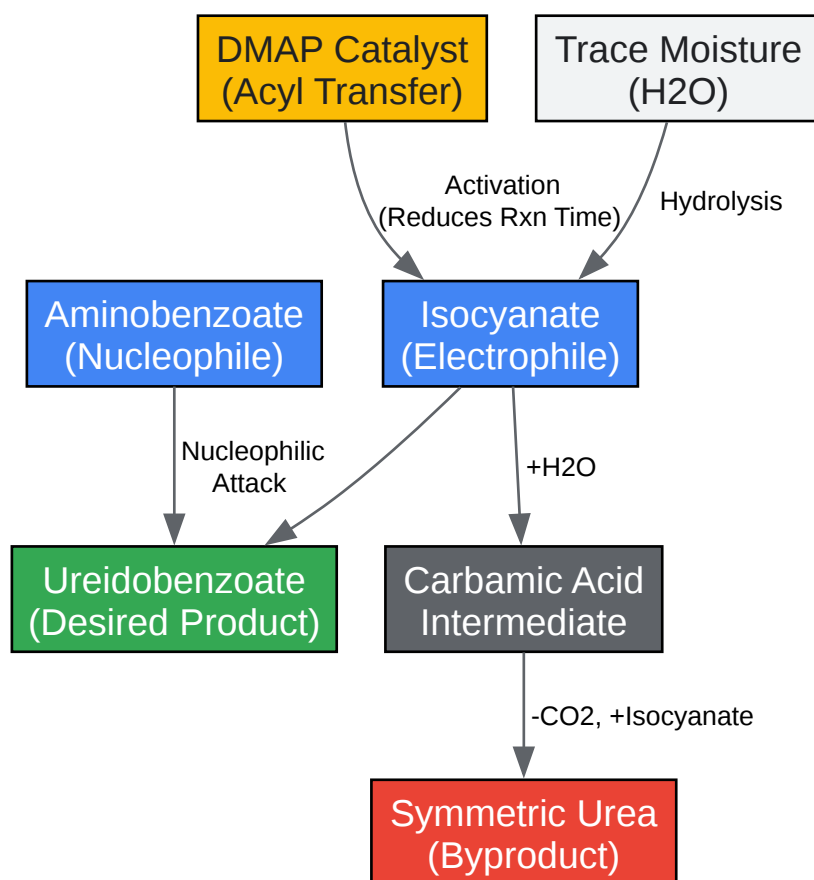 DMAP Catalyst
(Acyl Transfer)
Trace Moisture
(H2O)
Activation
(Reduces Rxn Time)
Hydrolysis
Aminobenzoate
(Nucleophile)
Isocyanate
(Electrophile)
Nucleophilic
Attack
+H2O
Ureidobenzoate
(Desired Product)
Carbamic Acid
Intermediate
-CO2, +Isocyanate
Symmetric Urea
(Byproduct)